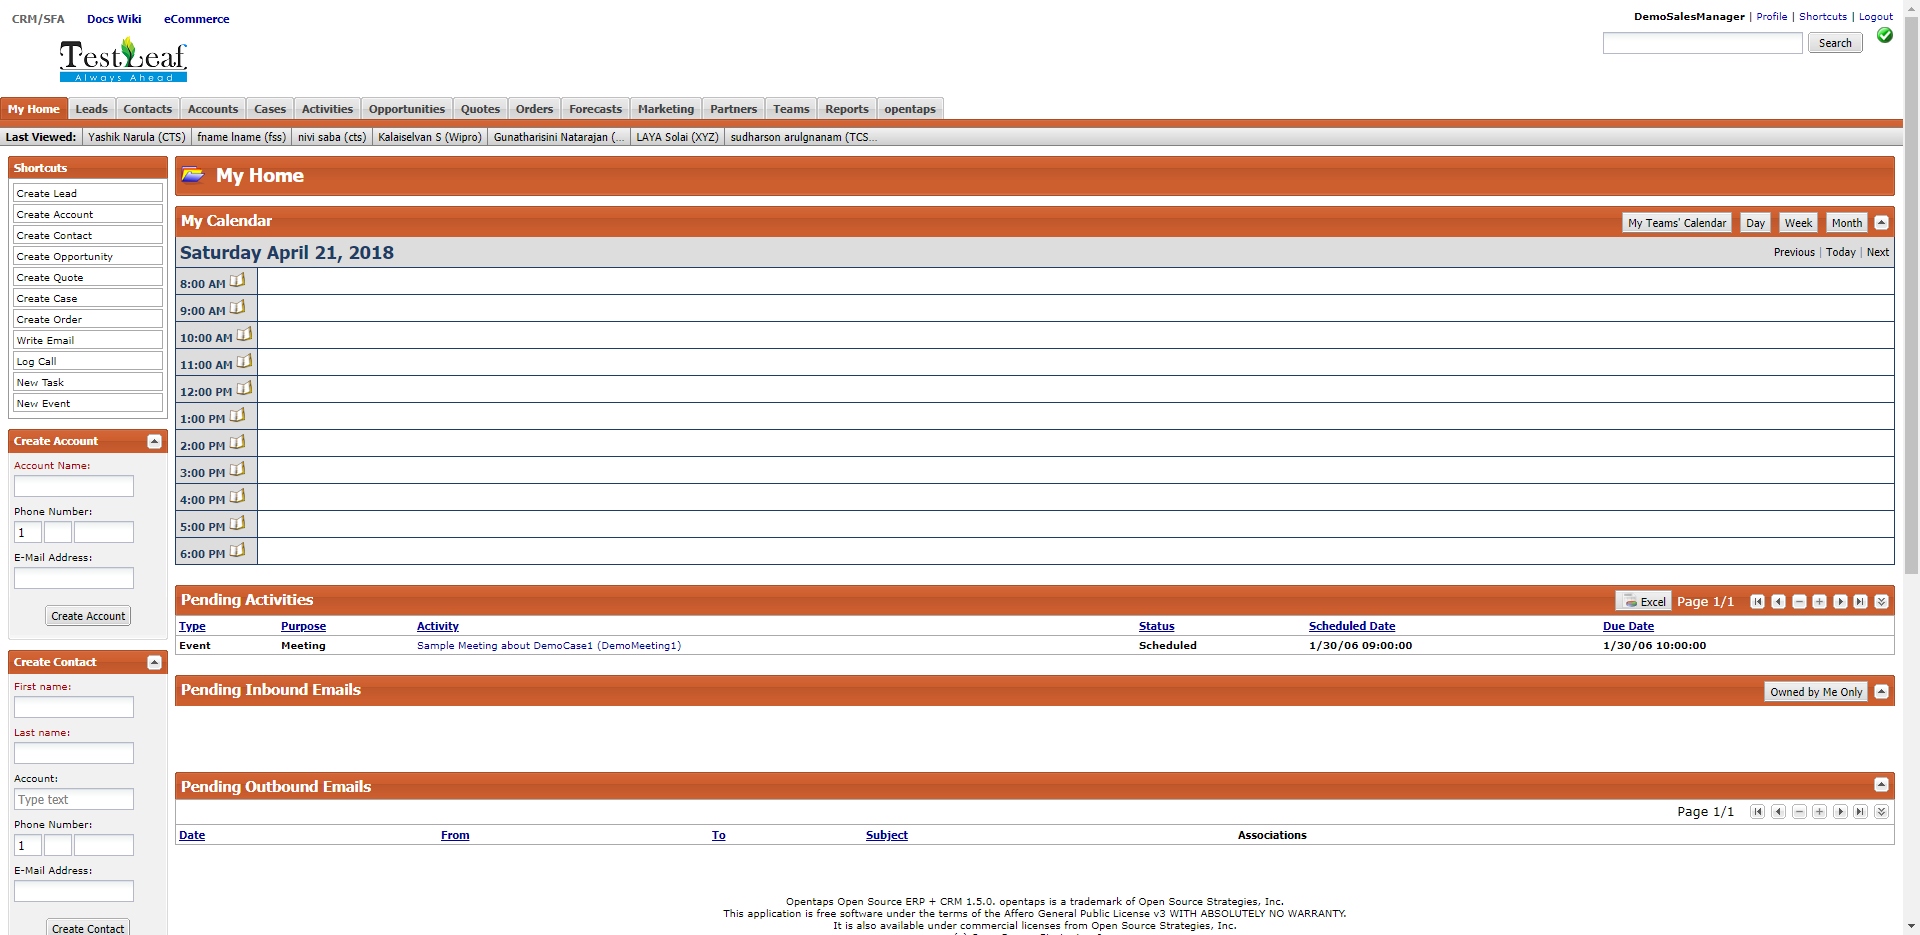 CRM/SFA Docs Wiki eCommerce
DemoSalesManager | Profile | Shortcuts | Logout
Search
TestLeaf
Always Ahead
My Home Leads Contacts Accounts Cases Activities Opportunities Quotes Orders Forecasts Marketing Partners Teams Reports opentaps
Last Viewed: Yashik Narula (CTS) fname lname (fss) nivi saba (cts) Kalaiselvan S (Wipro) Gunatharisini Natarajan (... LAYA Solai (XYZ) sudharson arulgnanam (TCS...
Shortcuts
Create Lead
Create Account
Create Contact
Create Opportunity
Create Quote
Create Case
Create Order
Write Email
Log Call
New Task
New Event
Create Account
Account Name:
Phone Number:
1
E-Mail Address:
Create Account
Create Contact
First name:
Last name:
Account:
Type text
Phone Number:
1
E-Mail Address:
Create Contact
My Home
My Calendar
My Teams' Calendar Day Week Month
Saturday April 21, 2018
Previous | Today | Next
8:00 AM
9:00 AM
10:00 AM
11:00 AM
12:00 PM
1:00 PM
2:00 PM
3:00 PM
4:00 PM
5:00 PM
6:00 PM
Pending Activities
Excel Page 1/1
Type Purpose Activity Status Scheduled Date Due Date
Event Meeting Sample Meeting about DemoCase1 (DemoMeeting1) Scheduled 1/30/06 09:00:00 1/30/06 10:00:00
Pending Inbound Emails
Owned by Me Only
Pending Outbound Emails
Page 1/1
Date From To Subject Associations
Opentaps Open Source ERP + CRM 1.5.0. opentaps is a trademark of Open Source Strategies, Inc.
This application is free software under the terms of the Affero General Public License v3 WITH ABSOLUTELY NO WARRANTY.
It is also available under commercial licenses from Open Source Strategies, Inc.